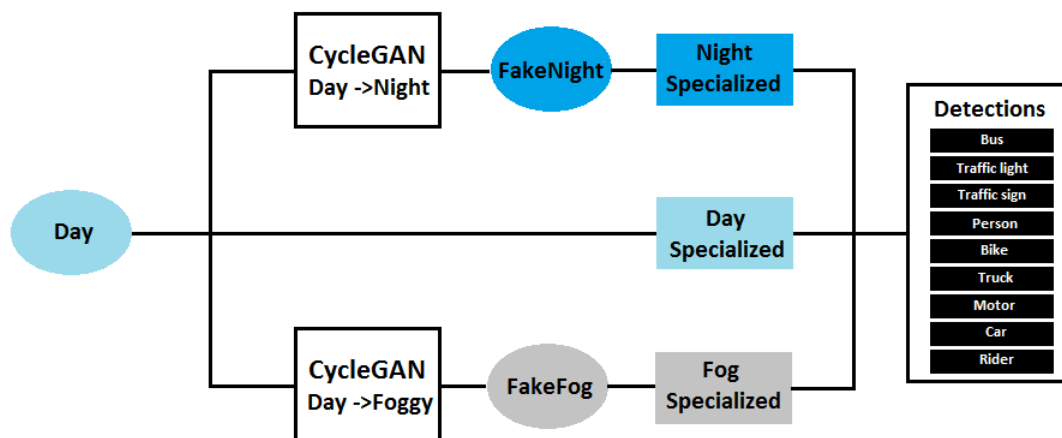 CycleGAN
Day ->Night
FakeNight
Night
Specialized
Day
Day
Specialized
CycleGAN
Day ->Foggy
FakeFog
Fog
Specialized
Detections
Bus
Traffic light
Traffic sign
Person
Bike
Truck
Motor
Car
Rider